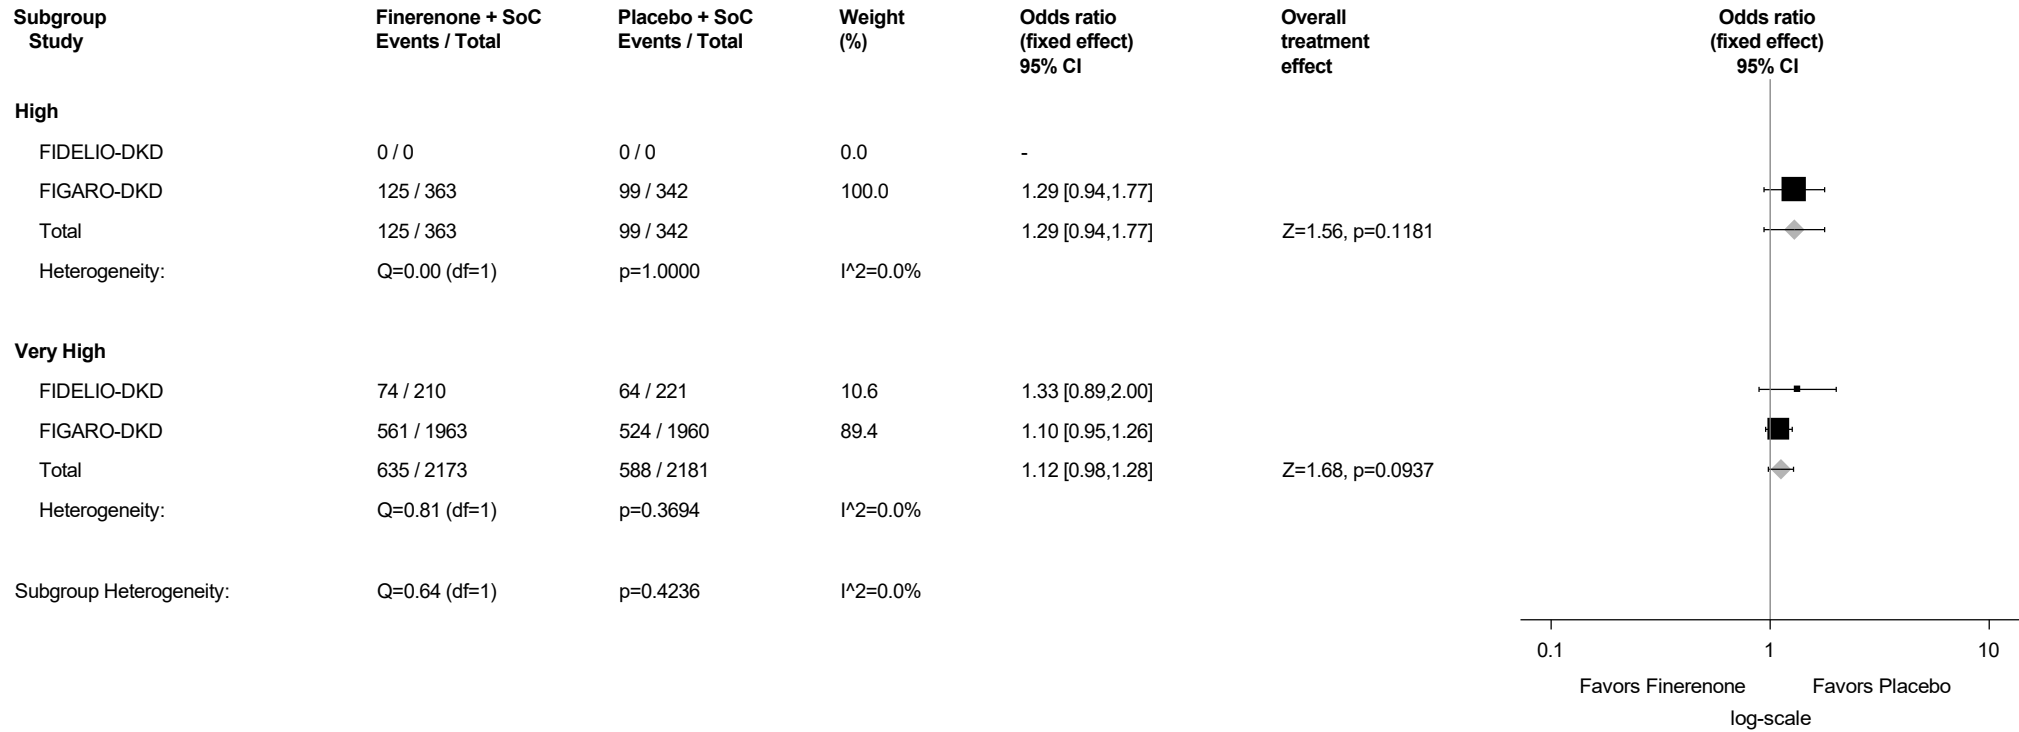 Subgroup Finerenone + SoC Placebo + SoC Weight Odds ratio Overall Odds ratio
Study Events / Total Events / Total (%) (fixed effect) treatment (fixed effect)
95% CI effect 95% CI
High
FIDELIO-DKD 0 / 0 0 / 0 0.0 -
FIGARO-DKD 125 / 363 99 / 342 100.0 1.29 [0.94,1.77]
Total 125 / 363 99 / 342 1.29 [0.94,1.77] Z=1.56, p=0.1181
Heterogeneity: Q=0.00 (df=1) p=1.0000 I^2=0.0%
Very High
FIDELIO-DKD 74 / 210 64 / 221 10.6 1.33 [0.89,2.00]
FIGARO-DKD 561 / 1963 524 / 1960 89.4 1.10 [0.95,1.26]
Total 635 / 2173 588 / 2181 1.12 [0.98,1.28] Z=1.68, p=0.0937
Heterogeneity: Q=0.81 (df=1) p=0.3694 I^2=0.0%
Subgroup Heterogeneity: Q=0.64 (df=1) p=0.4236 I^2=0.0%
0.1 1 10
Favors Finerenone Favors Placebo
log-scale